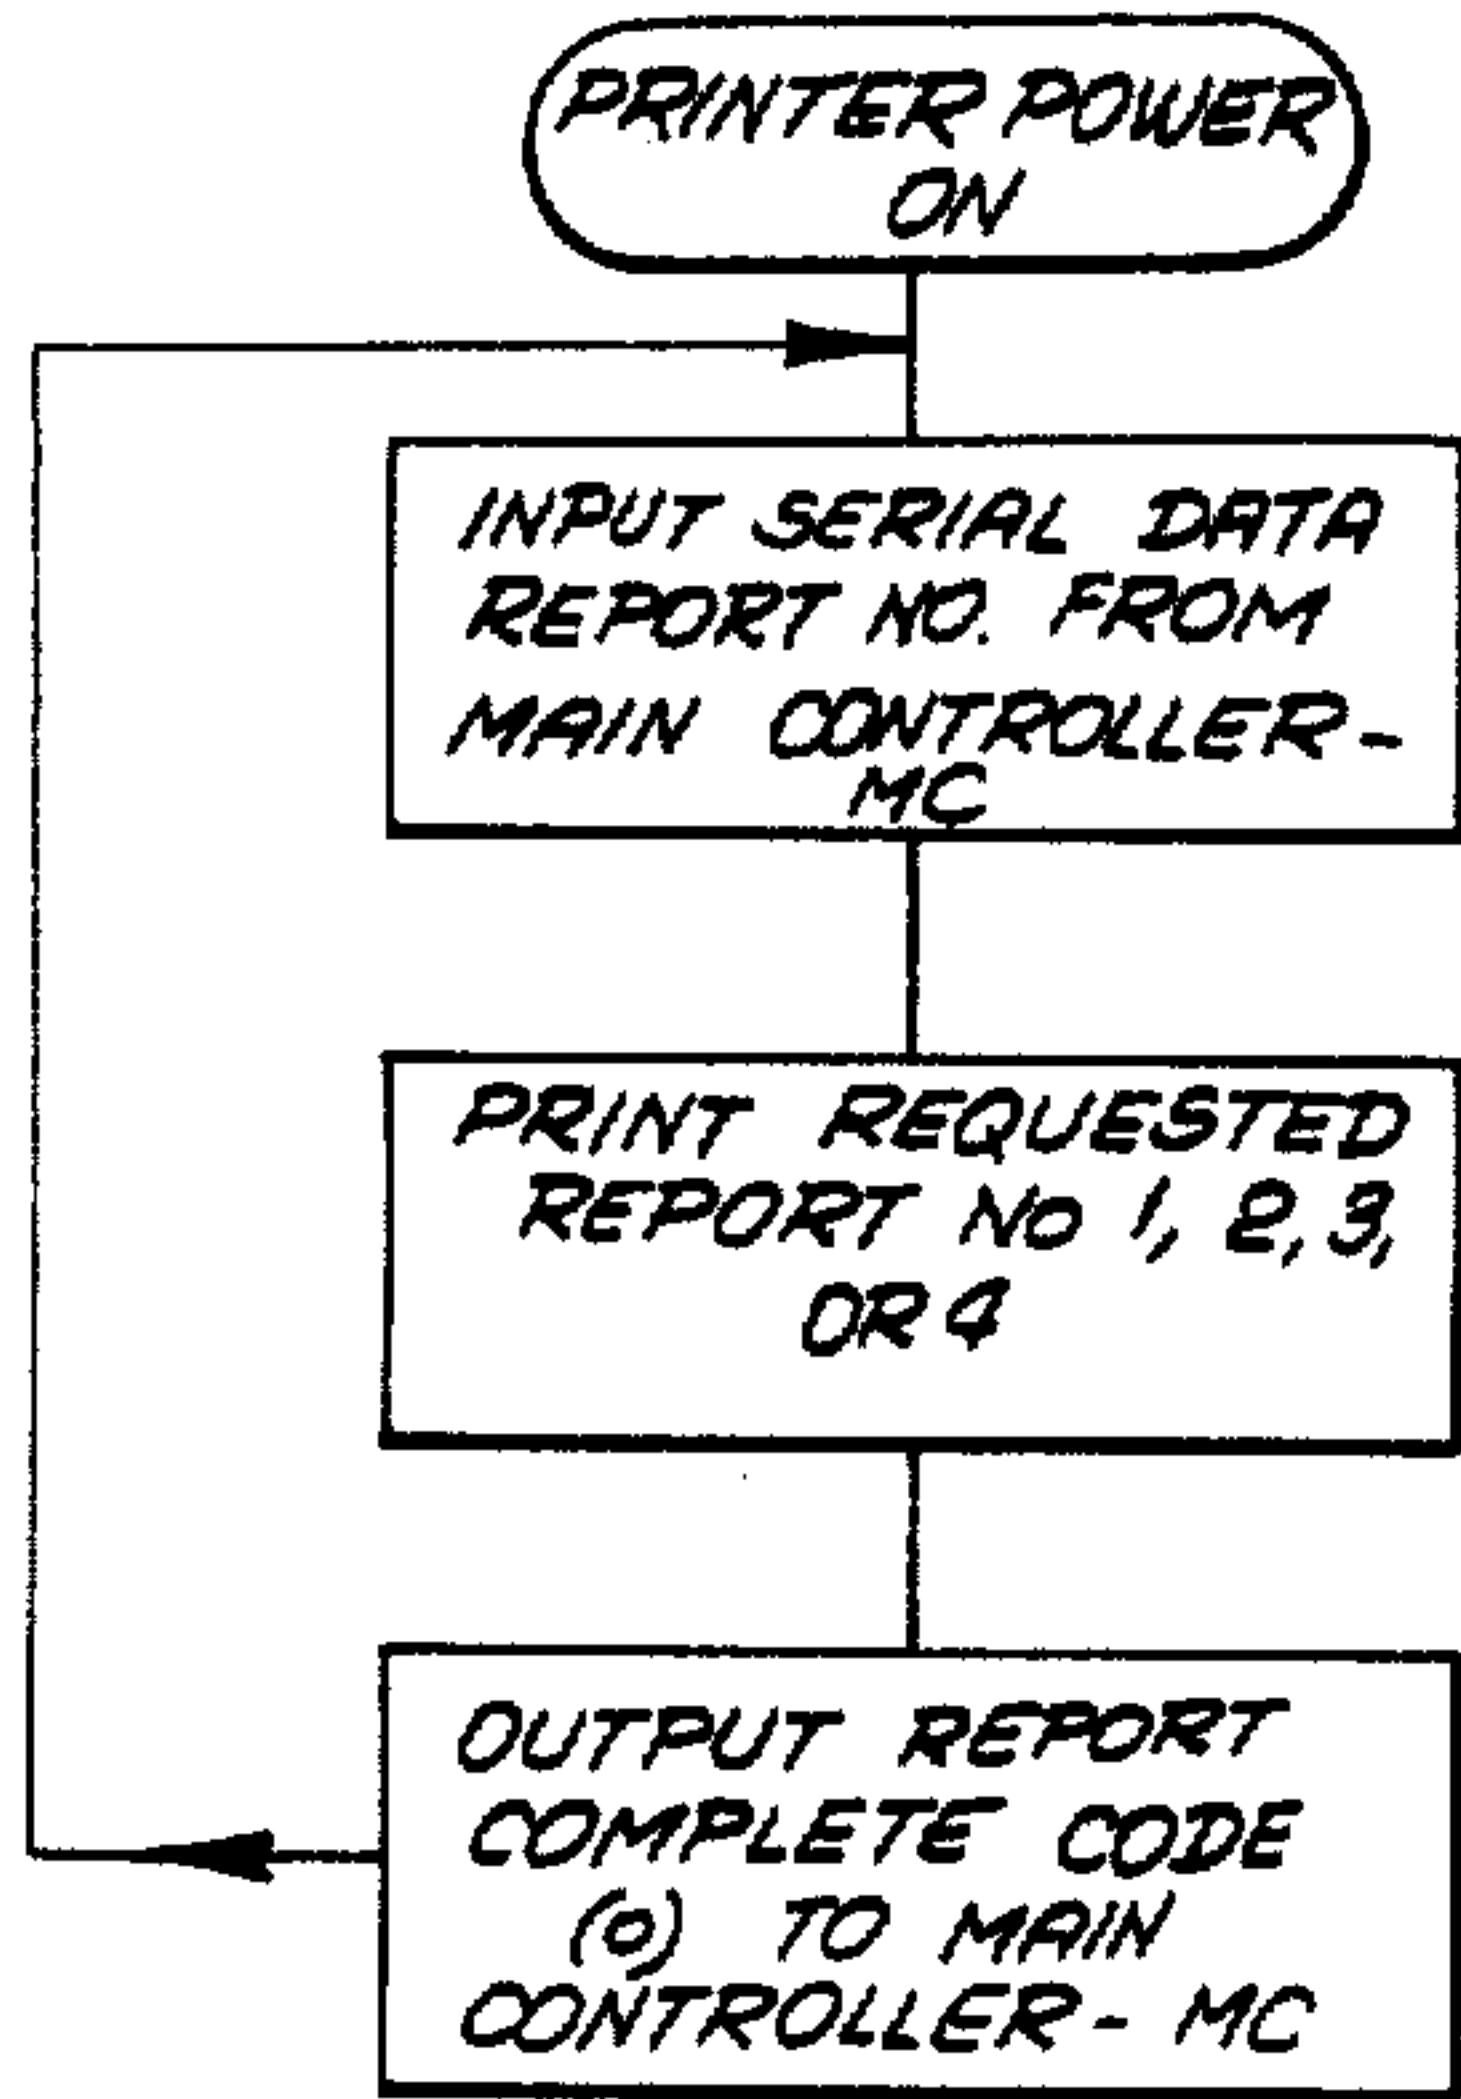 PRINTER POWER
ON
INPUT SERIAL DATA
REPORT NO. FROM
MAIN CONTROLLER-
MC
PRINT REQUESTED
REPORT NO 1, 2, 3,
OR 4
OUTPUT REPORT
COMPLETE CODE
(0) TO MAIN
CONTROLLER- MC